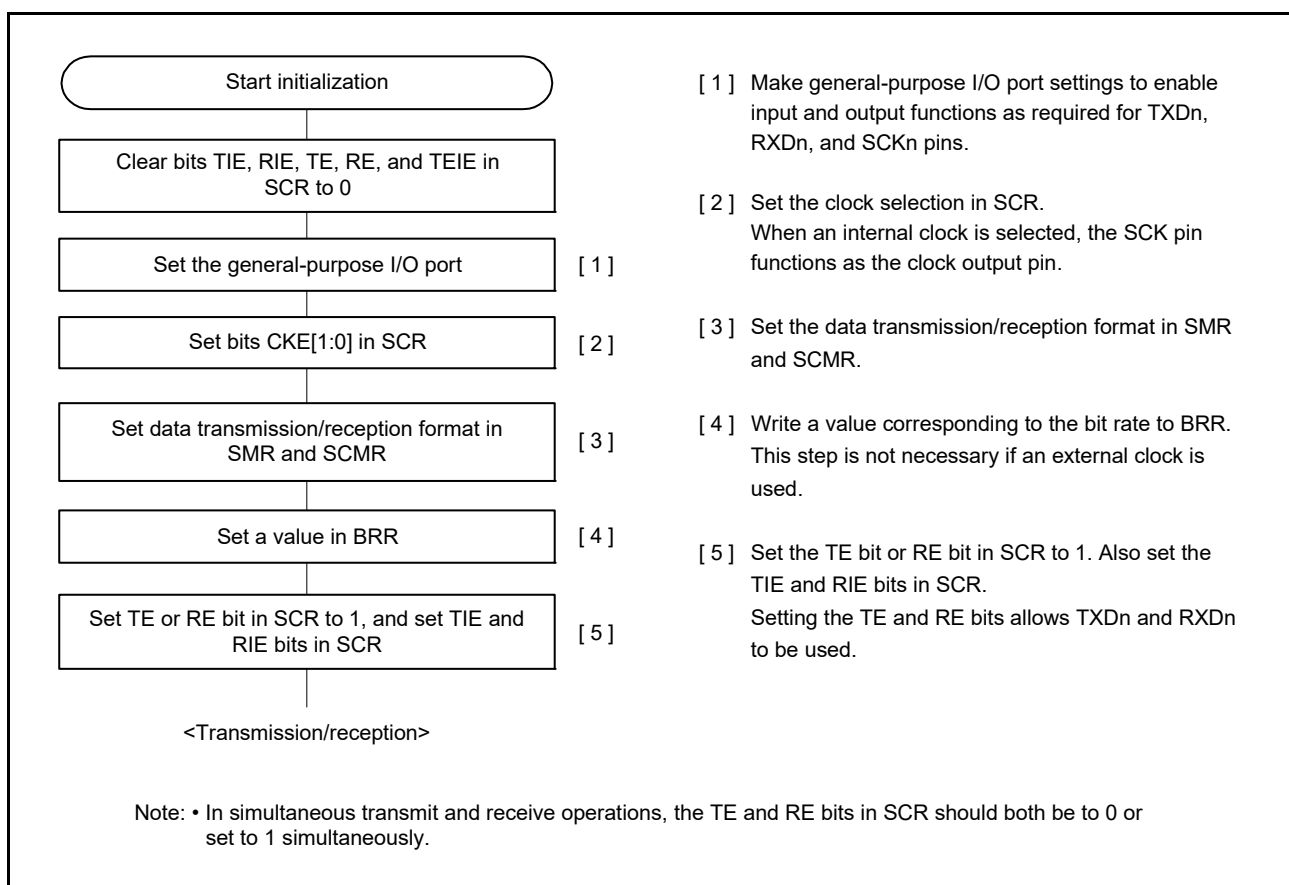 Start initialization
Clear bits TIE, RIE, TE, RE, and TEIE in
SCR to 0
Set the general-purpose I/O port
[ 1 ]
Set bits CKE[1:0] in SCR
[ 2 ]
Set data transmission/reception format in
SMR and SCMR
[ 3 ]
Set a value in BRR
[ 4 ]
Set TE or RE bit in SCR to 1, and set TIE and
RIE bits in SCR
[ 5 ]
<Transmission/reception>
[ 1 ] Make general-purpose I/O port settings to enable
input and output functions as required for TXDn,
RXDn, and SCKn pins.
[ 2 ] Set the clock selection in SCR.
When an internal clock is selected, the SCK pin
functions as the clock output pin.
[ 3 ] Set the data transmission/reception format in SMR
and SCMR.
[ 4 ] Write a value corresponding to the bit rate to BRR.
This step is not necessary if an external clock is
used.
[ 5 ] Set the TE bit or RE bit in SCR to 1. Also set the
TIE and RIE bits in SCR.
Setting the TE and RE bits allows TXDn and RXDn
to be used.
Note: • In simultaneous transmit and receive operations, the TE and RE bits in SCR should both be to 0 or
set to 1 simultaneously.